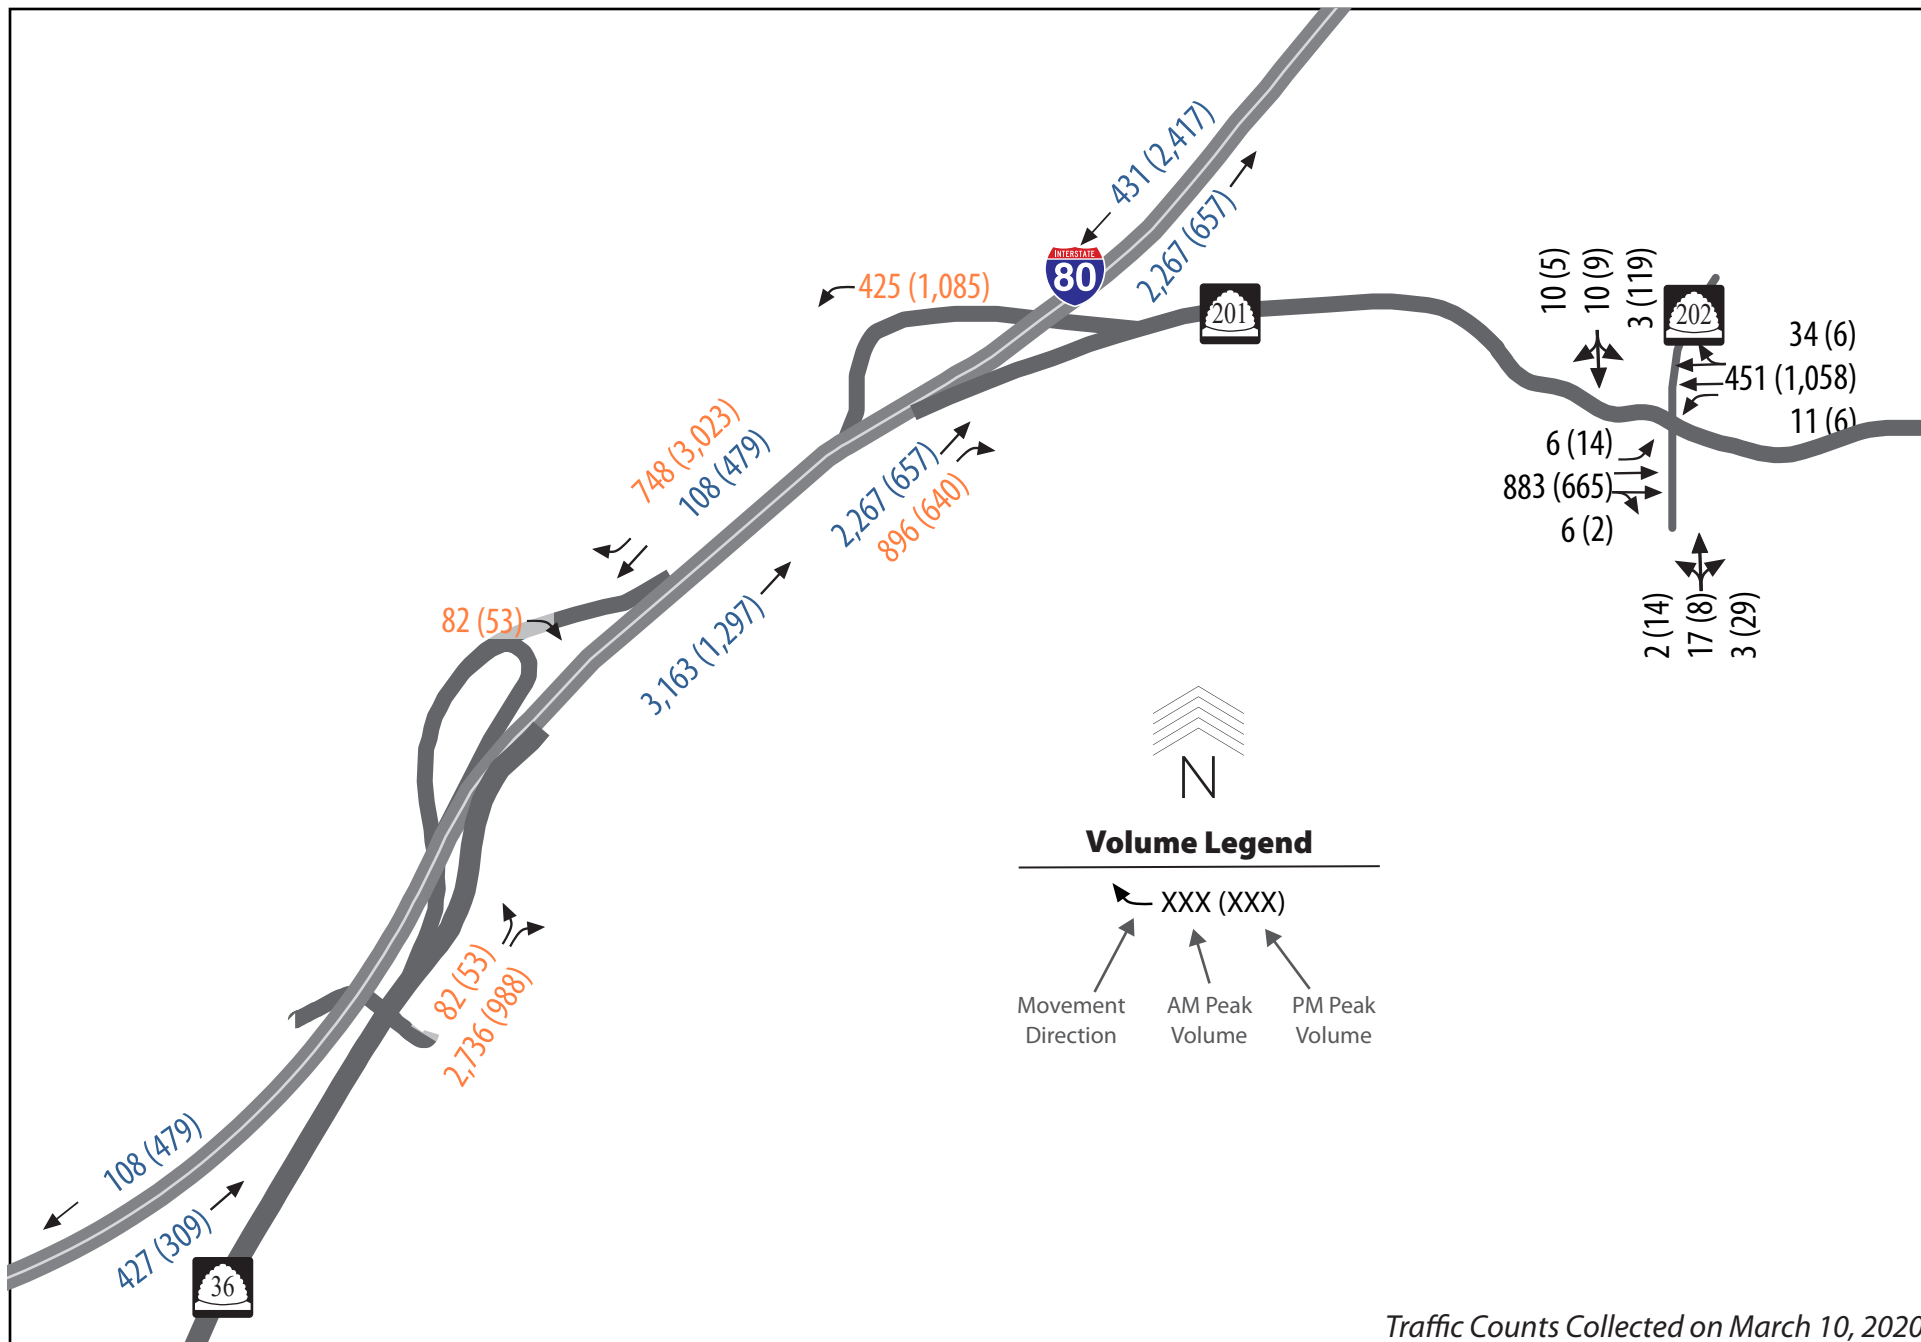 431 (2,417)
2,267 (657)
INTERSTATE
80
425 (1,085)
201
10 (5)
10 (9)
3 (119)
202
34 (6)
451 (1,058)
11 (6)
6 (14)
883 (665)
6 (2)
2 (14)
17 (8)
3 (29)
748 (3,023)
108 (479)
2,267 (657)
896 (640)
82 (53)
3,163 (1,297)
N
Volume Legend
XXX (XXX)
Movement
Direction
AM Peak
Volume
PM Peak
Volume
82 (53)
2,736 (988)
108 (479)
427 (309)
36
Traffic Counts Collected on March 10, 2020